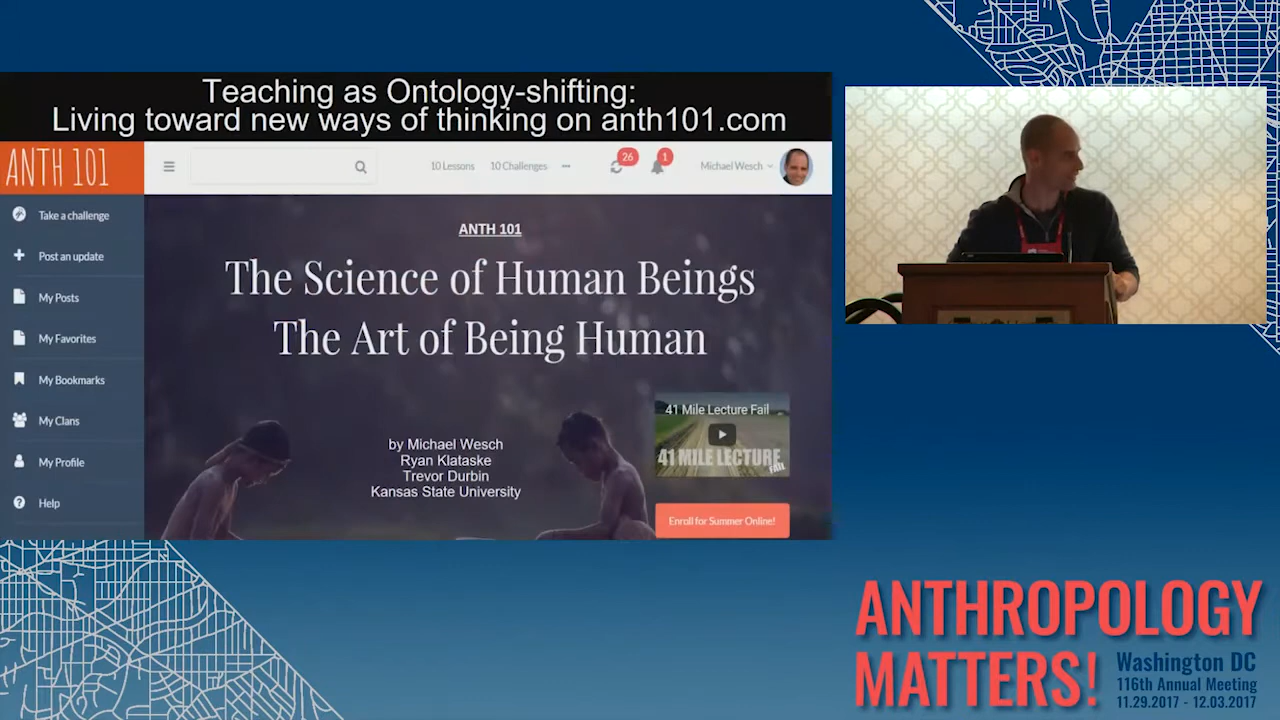 Teaching as Ontology-shifting:
Living toward new ways of thinking on anth101.com
ANTH 101
10 Lessons
10 Challenges
26
1
Michael Wesch
Take a challenge
Post an update
My Posts
My Favorites
My Bookmarks
My Clans
My Profile
Help
ANTH 101
The Science of Human Beings
The Art of Being Human
by Michael Wesch
Ryan Klataske
Trevor Durbin
Kansas State University
41 Mile Lecture Fail
41 MILE LECTURE
FAIL
Enroll for Summer Online!
ANTHROPOLOGY
MATTERS!
Washington DC
116th Annual Meeting
11.29.2017 - 12.03.2017